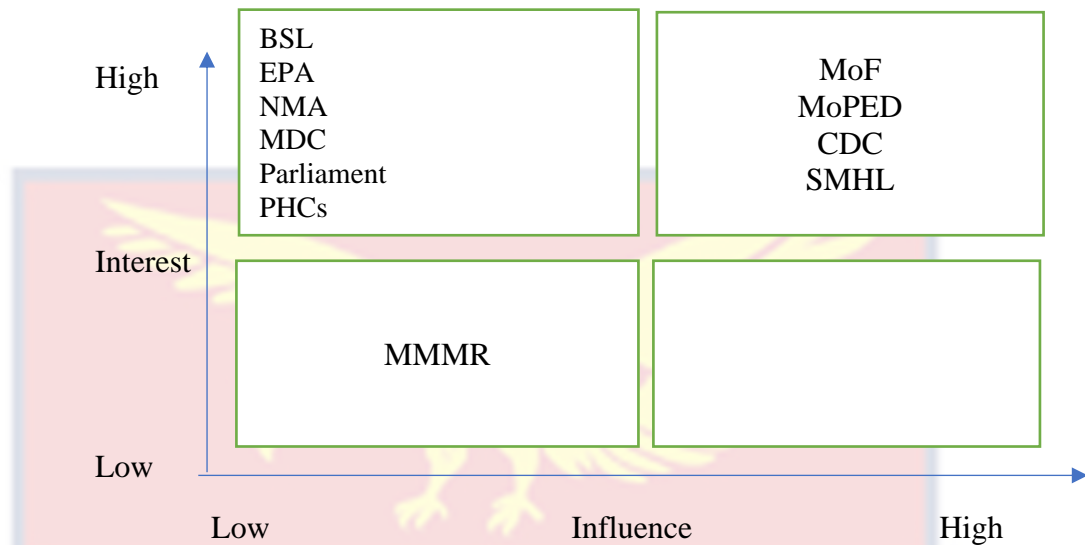 High
BSL
EPA
NMA
MDC
Parliament
PHCs
MoF
MoPED
CDC
SMHL
Interest
MMMR
Low
Low
Influence
High